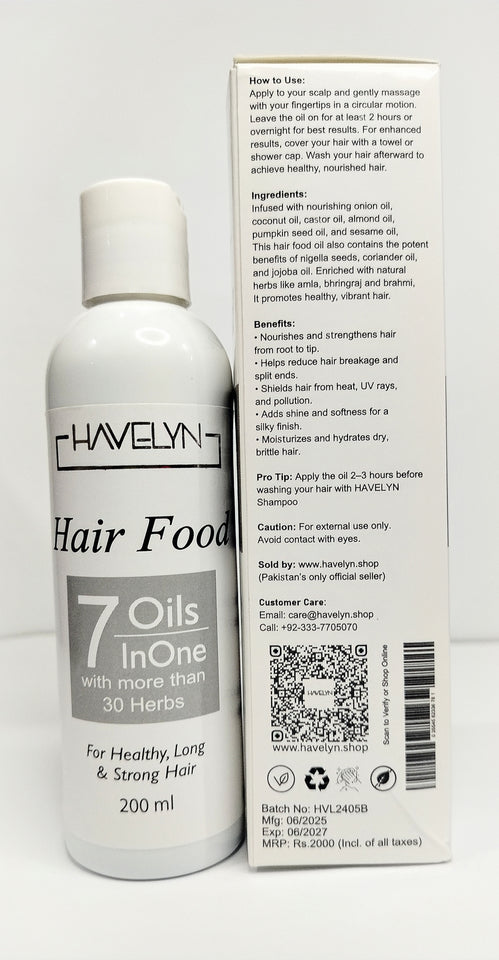 HAVELYN
Hair Food
7 Oils
InOne
with more than
30 Herbs
For Healthy, Long
& Strong Hair
200 ml
How to Use:
Apply to your scalp and gently massage
with your fingertips in a circular motion.
Leave the oil on for at least 2 hours or
overnight for best results. For enhanced
results, cover your hair with a towel or
shower cap. Wash your hair afterward to
achieve healthy, nourished hair.
Ingredients:
Infused with nourishing onion oil,
coconut oil, castor oil, almond oil,
pumpkin seed oil, and sesame oil,
This hair food oil also contains the potent
benefits of nigella seeds, coriander oil,
and jojoba oil. Enriched with natural
herbs like amla, bhringraj and brahmi,
It promotes healthy, vibrant hair.
Benefits:
• Nourishes and strengthens hair
from root to tip.
• Helps reduce hair breakage and
split ends.
• Shields hair from heat, UV rays,
and pollution.
• Adds shine and softness for a
silky finish.
• Moisturizes and hydrates dry,
brittle hair.
Pro Tip: Apply the oil 2–3 hours before
washing your hair with HAVELYN
Shampoo
Caution: For external use only.
Avoid contact with eyes.
Sold by: www.havelyn.shop
(Pakistan's only official seller)
Customer Care:
Email: care@havelyn.shop
Call: +92-333-7705070
HAVELYN
www.havelyn.shop
Scan to Verify or Shop Online
Batch No: HVL2405B
Mfg: 06/2025
Exp: 06/2027
MRP: Rs.2000 (Incl. of all taxes)